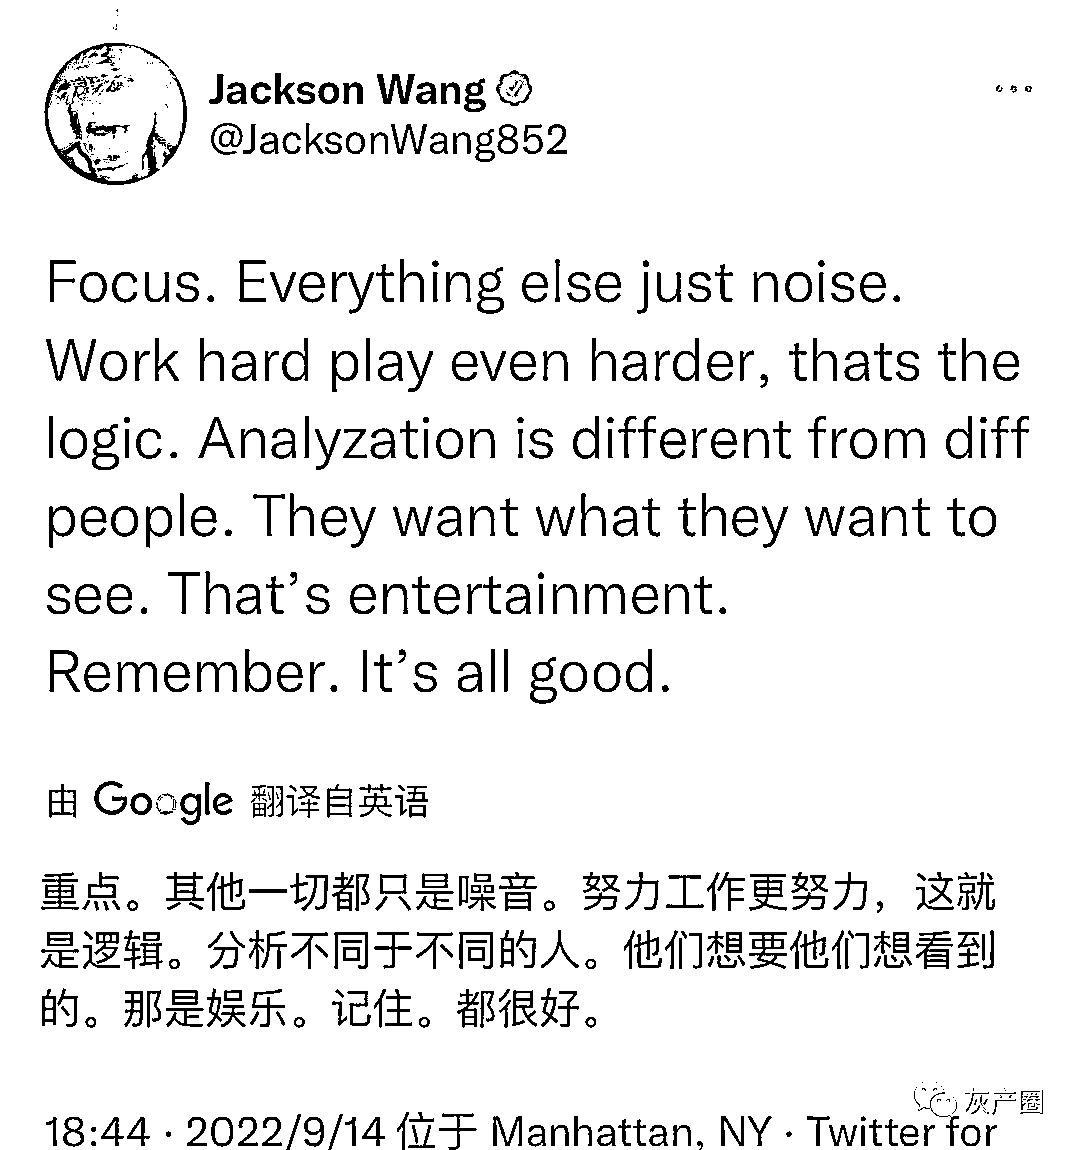 Jackson Wang
@JacksonWang852
Focus. Everything else just noise.
Work hard play even harder, thats the
logic. Analyzation is different from diff
people. They want what they want to
see. That’s entertainment.
Remember. It’s all good.
由 Google 翻译自英语
重点。其他一切都只是噪音。努力工作更努力，这就
是逻辑。分析不同于不同的人。他们想要他们想看到
的。那是娱乐。记住。都很好。
灰产圈
18:44 · 2022/9/14 位于 Manhattan, NY · Twitter for